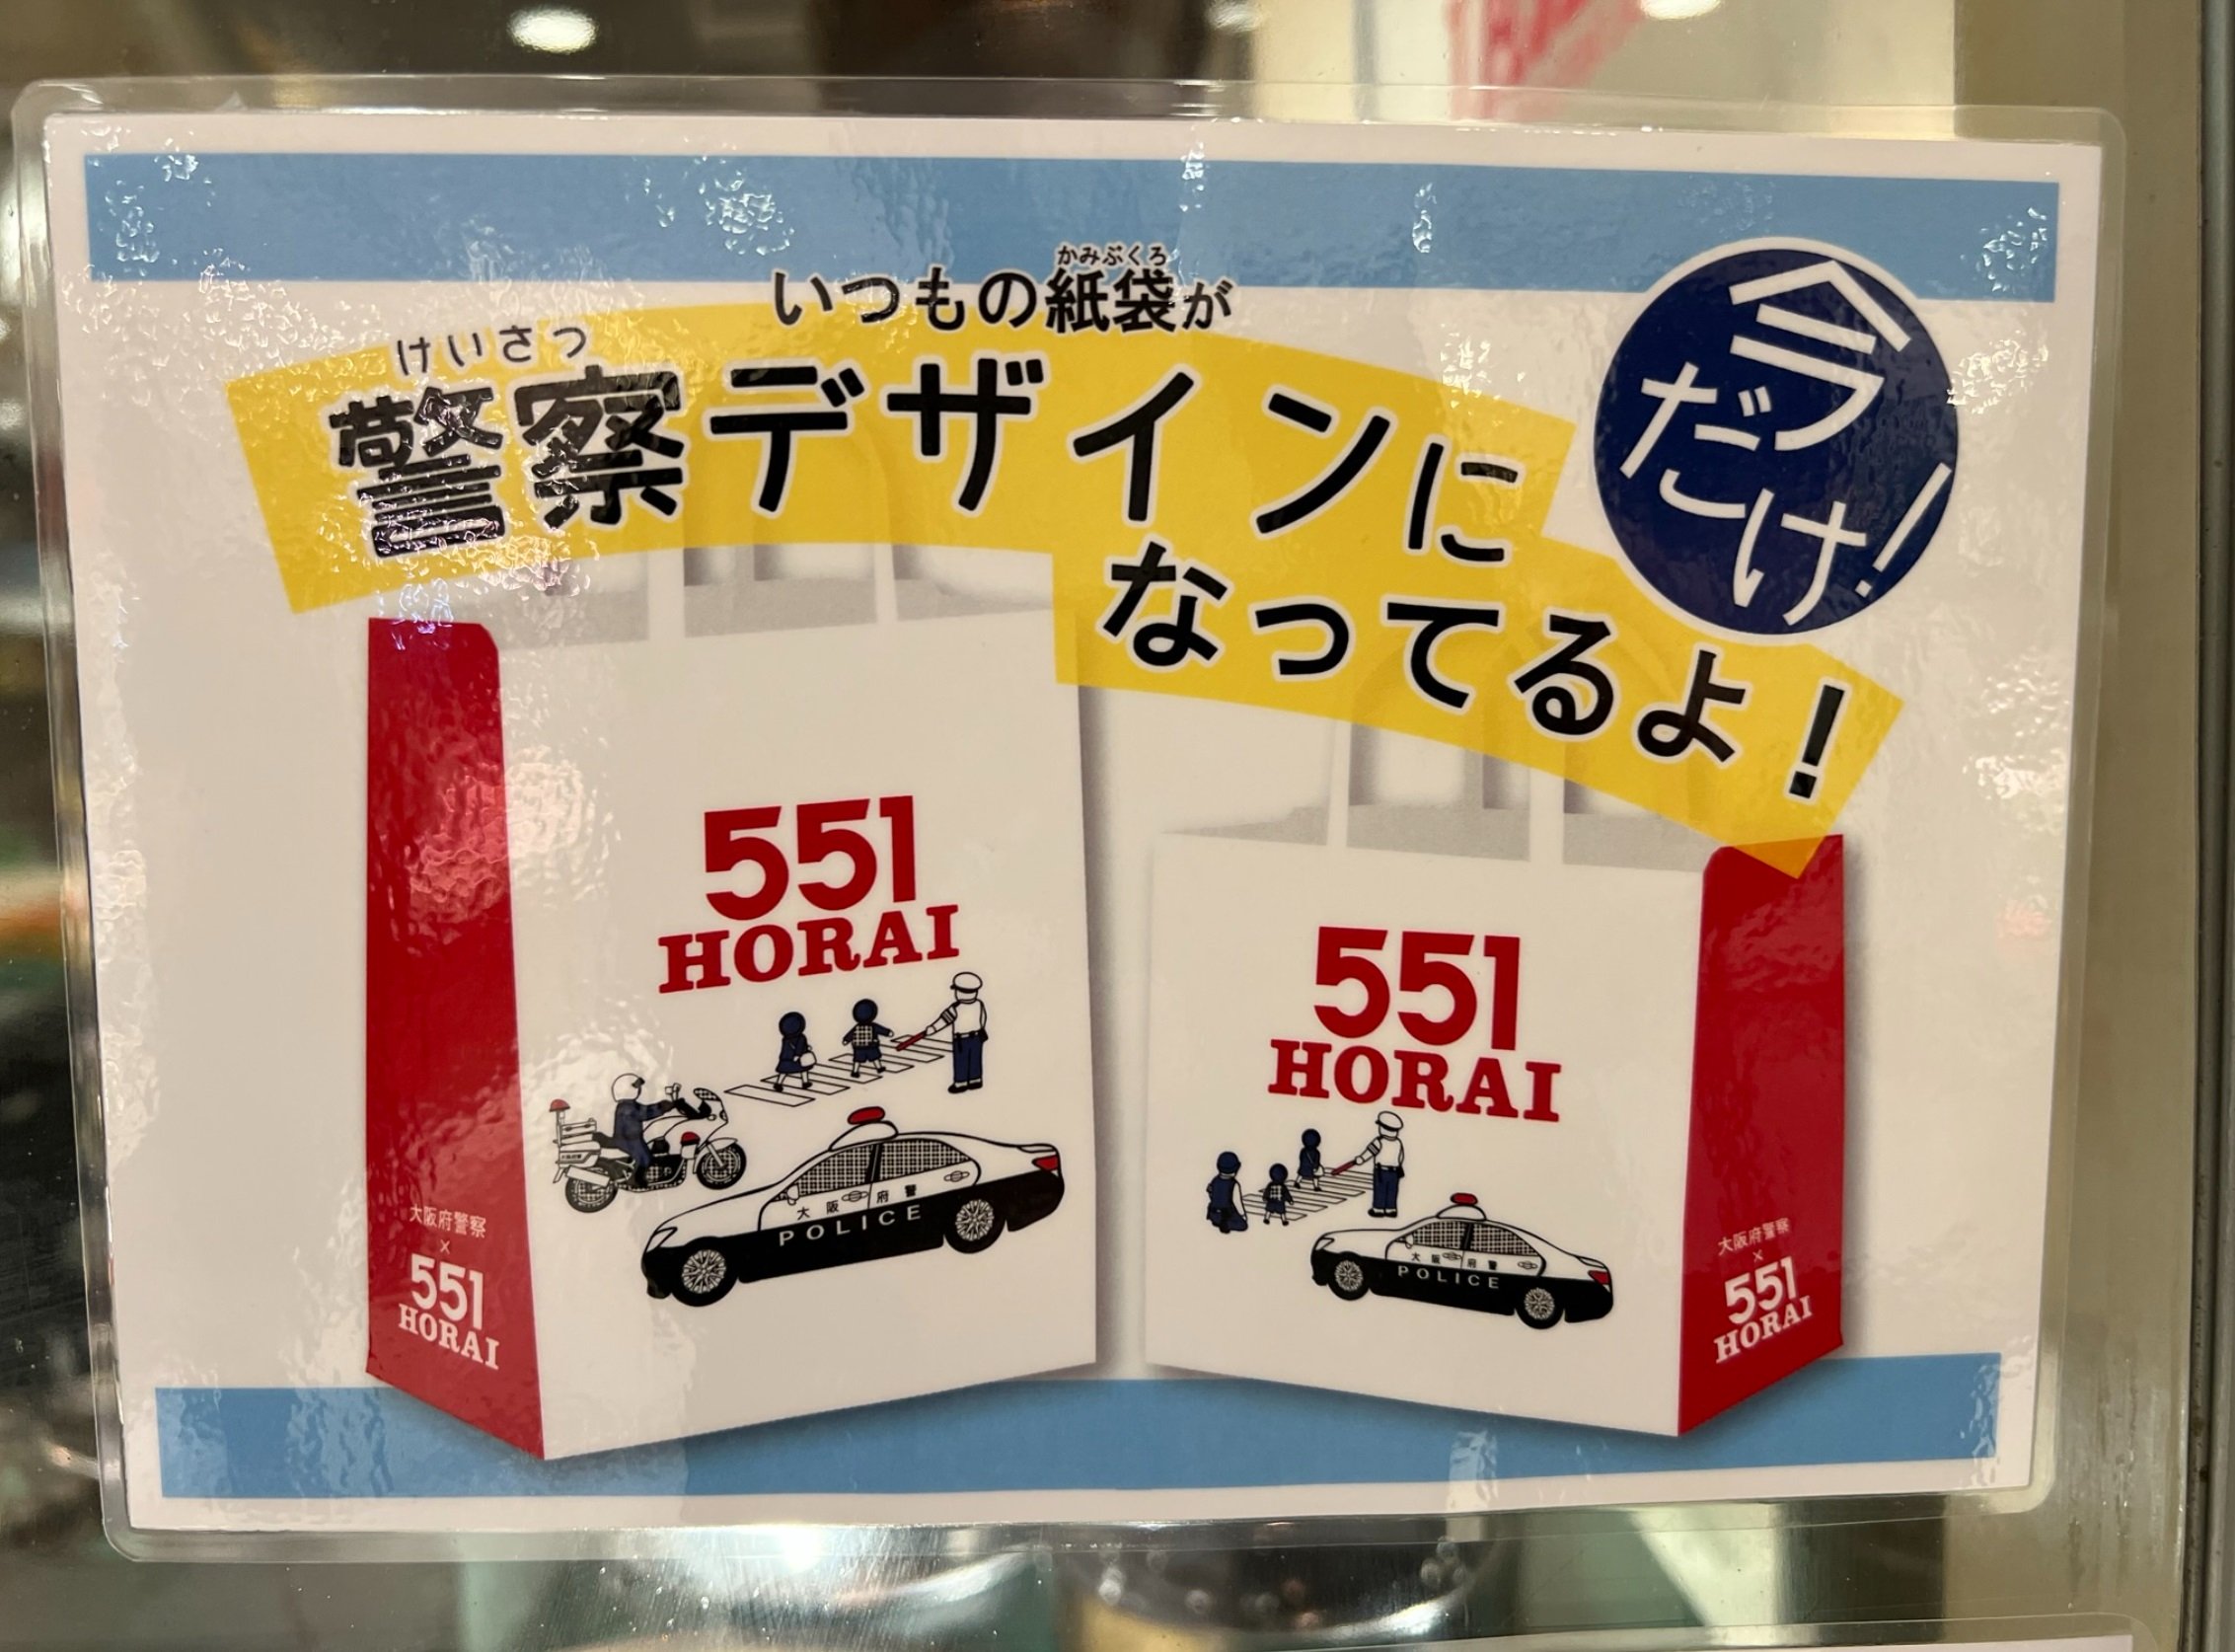 かみぶくろ
いつもの紙袋が
けいさつ
警察デザインに
なってるよ!
今
だけ!
551
HORAI
大阪府警
POLICE
大阪府警察
×
551
HORAI
551
HORAI
大阪府警
POLICE
大阪府警察
×
551
HORAI